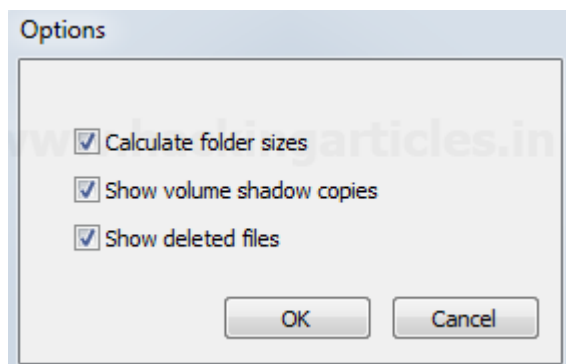 Options
www.hackingarticles.in
Calculate folder sizes
Show volume shadow copies
Show deleted files
OK
Cancel